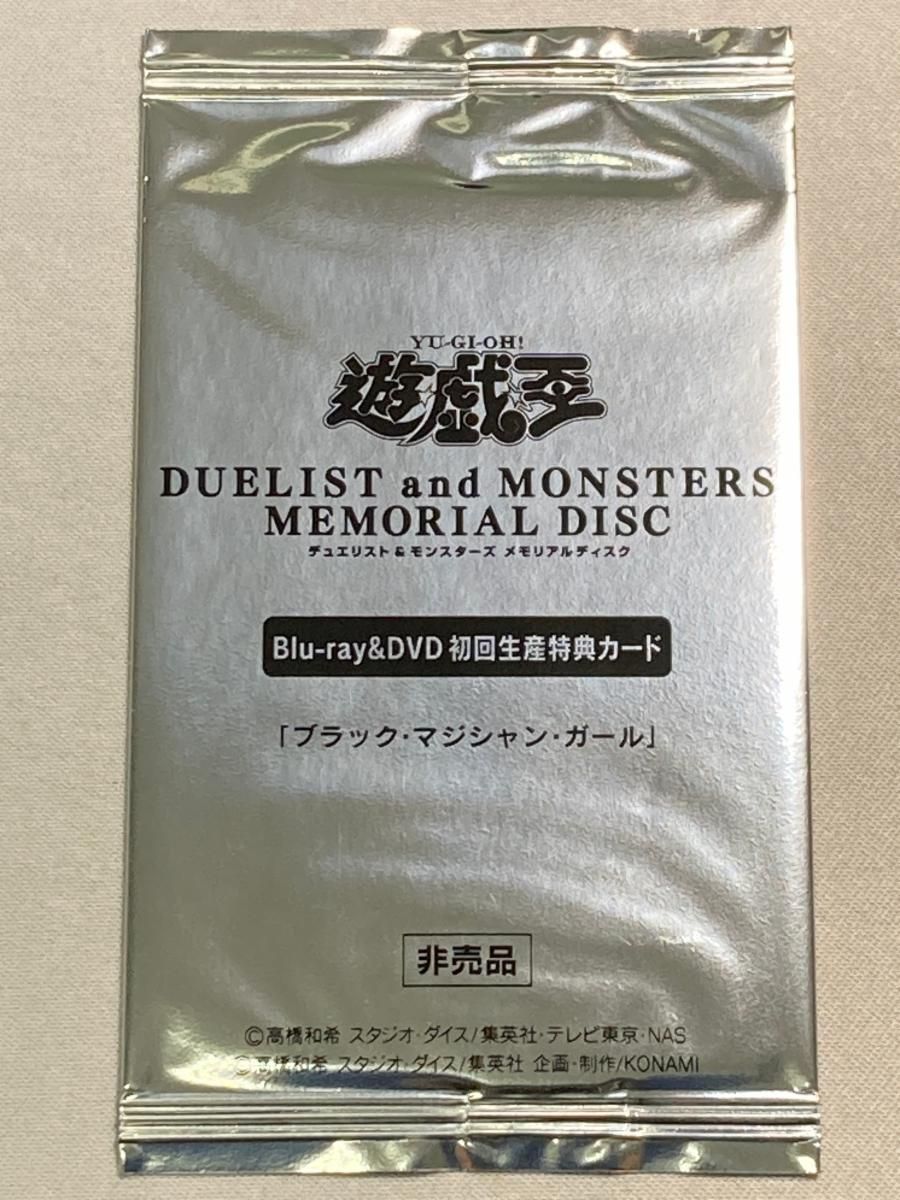 YU-GI-OH!
遊戯王
DUELIST and MONSTERS
MEMORIAL DISC
デュエリスト&モンスターズ メモリアルディスク
Blu-ray&DVD 初回生産特典カード
「ブラック・マジシャン・ガール」
非売品
©高橋和希 スタジオ・ダイス/集英社・テレビ東京・NAS
©高橋和希 スタジオ・ダイス/集英社 企画・制作/KONAMI